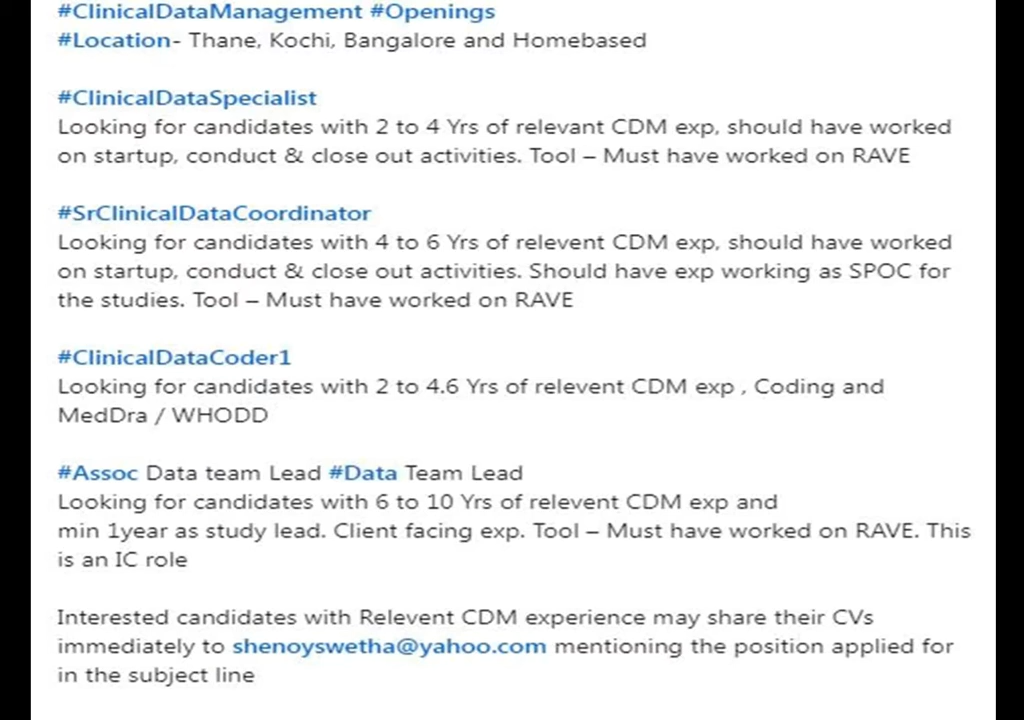 #ClinicalDataManagement #Openings
#Location- Thane, Kochi, Bangalore and Homebased
#ClinicalDataSpecialist
Looking for candidates with 2 to 4 Yrs of relevant CDM exp, should have worked
on startup, conduct & close out activities. Tool – Must have worked on RAVE
#SrClinicalDataCoordinator
Looking for candidates with 4 to 6 Yrs of relevent CDM exp, should have worked
on startup, conduct & close out activities. Should have exp working as SPOC for
the studies. Tool – Must have worked on RAVE
#ClinicalDataCoder1
Looking for candidates with 2 to 4.6 Yrs of relevent CDM exp , Coding and
MedDra / WHODD
#Assoc Data team Lead #Data Team Lead
Looking for candidates with 6 to 10 Yrs of relevent CDM exp and
min 1year as study lead. Client facing exp. Tool – Must have worked on RAVE. This
is an IC role
Interested candidates with Relevent CDM experience may share their CVs
immediately to shenoyswetha@yahoo.com mentioning the position applied for
in the subject line